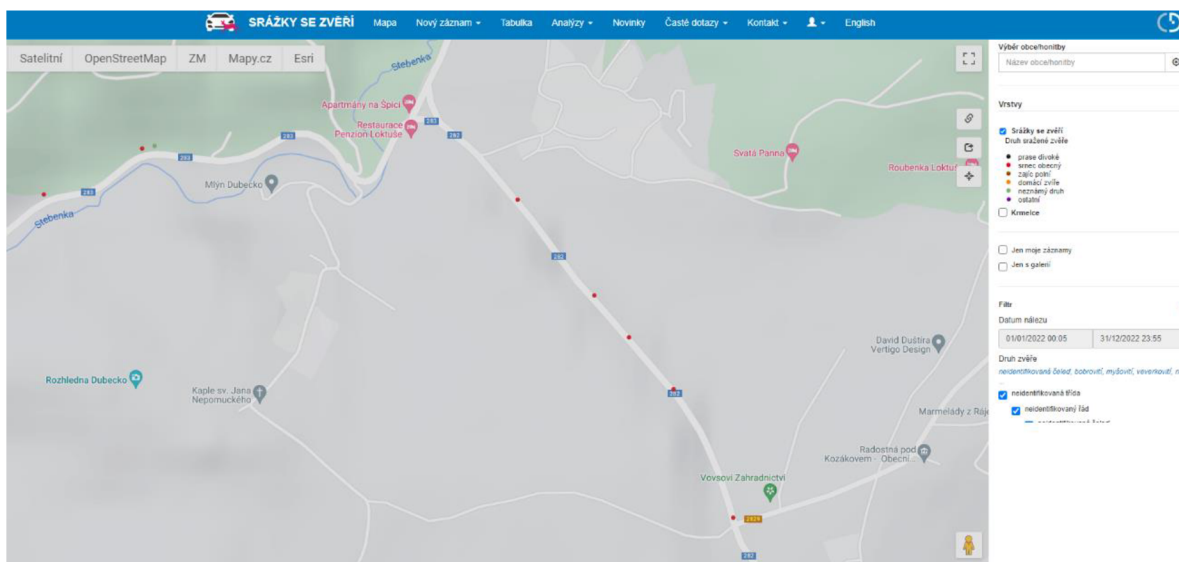 SRÁŽKY SE ZVĚŘÍ Mapa Nový záznam Tabulka Analýzy Novinky Časté dotazy Kontakt English
Satelitní OpenStreetMap ZM Mapy.cz Esri
Stebenka
Apartmány na Špici
Restaurace
Penzion Loktuše
283
282
283
282
283
Svatá Panna
Roubenka Loktuš
Mlýn Dubecko
283
Stebenka
282
David Duštíra
Vertigo Design
Rozhledna Dubecko
Kaple sv. Jana
Nepomuckého
282
Marmelády z Ráje
Radostná pod
Kozákovem - Obecní...
Vovsovi Zahradnictví
2824
282
Výběr obce/honitby
Název obce/honitby
Vrstvy
Srážky se zvěří
Druh sražené zvěře
prase divoké
srnec obecný
zajíc polní
domácí zvíře
neznámý druh
ostatní
Krmelce
Jen moje záznamy
Jen s galerií
Filtr
Datum nálezu
01/01/2022 00:05 31/12/2022 23:55
Druh zvěře
neidentifikovaná čeleď, bobrovití, myšovití, veverkovití, n
neidentifikovaná třída
neidentifikovaný řád